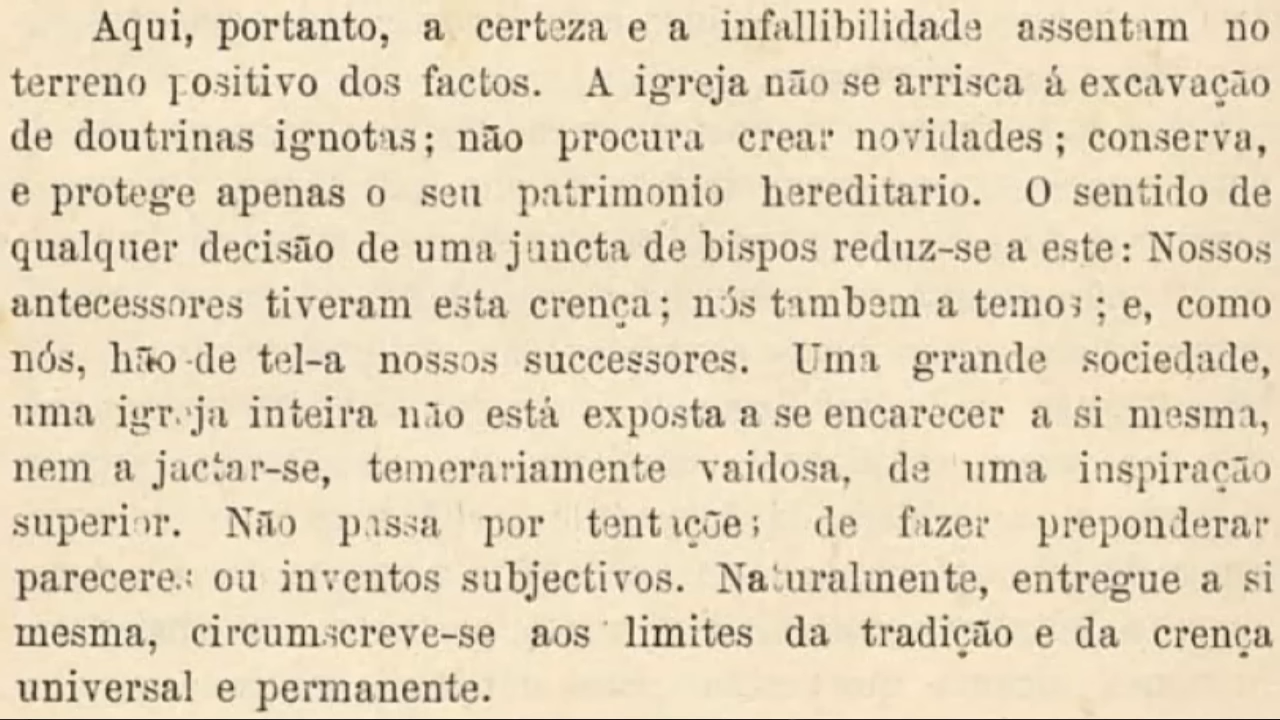 Aqui, portanto, a certeza e a infallibilidade assentam no
terreno positivo dos factos. A igreja não se arrisca á excavação
de doutrinas ignotas; não procura crear novidades; conserva,
e protege apenas o seu patrimonio hereditario. O sentido de
qualquer decisão de uma juncta de bispos reduz-se a este: Nossos
antecessores tiveram esta crença; nós tambem a temos; e, como
nós, hão-de tel-a nossos successores. Uma grande sociedade,
uma igreja inteira não está exposta a se encarecer a si mesma,
nem a jactar-se, temerariamente vaidosa, de uma inspiração
superior. Não passa por tentações de fazer preponderar
pareceres ou inventos subjectivos. Naturalmente, entregue a si
mesma, circumscreve-se aos limites da tradição e da crença
universal e permanente.